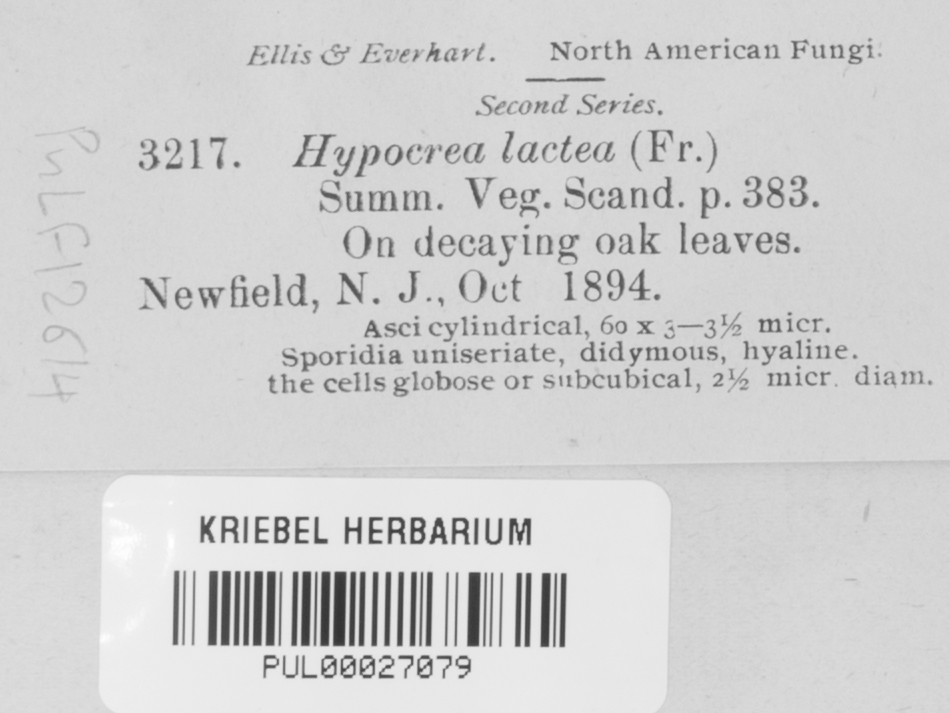 Ellis & Everhart. North American Fungi.
Second Series.
3217. Hypocrea lactea (Fr.)
Summ. Veg. Scand. p. 383.
On decaying oak leaves.
Newfield, N. J., Oct 1894.
Asci cylindrical, 60 x 3—3½ micr.
Sporidia uniseriate, didymous, hyaline.
the cells globose or subcubical, 2½ micr. diam.
PULF12614
KRIEBEL HERBARIUM
PUL00027079